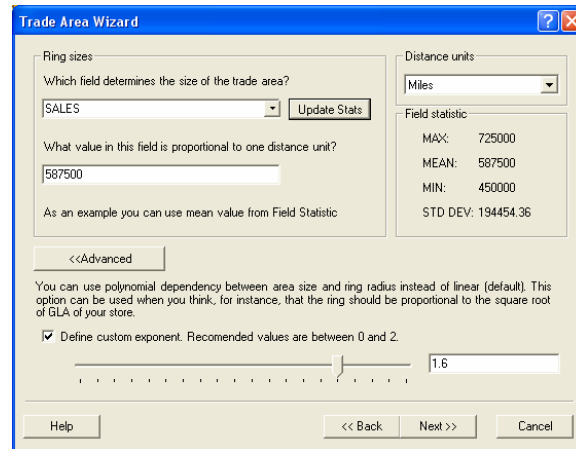 Trade Area Wizard
Ring sizes
Which field determines the size of the trade area?
SALES
Update Stats
What value in this field is proportional to one distance unit?
587500
As an example you can use mean value from Field Statistic
Distance units
Miles
Field statistic
MAX: 725000
MEAN: 587500
MIN: 450000
STD DEV: 194454.36
<<Advanced
You can use polynomial dependency between area size and ring radius instead of linear (default). This
option can be used when you think, for instance, that the ring should be proportional to the square root
of GLA of your store.
Define custom exponent. Recomended values are between 0 and 2.
1.6
Help
<< Back
Next >>
Cancel